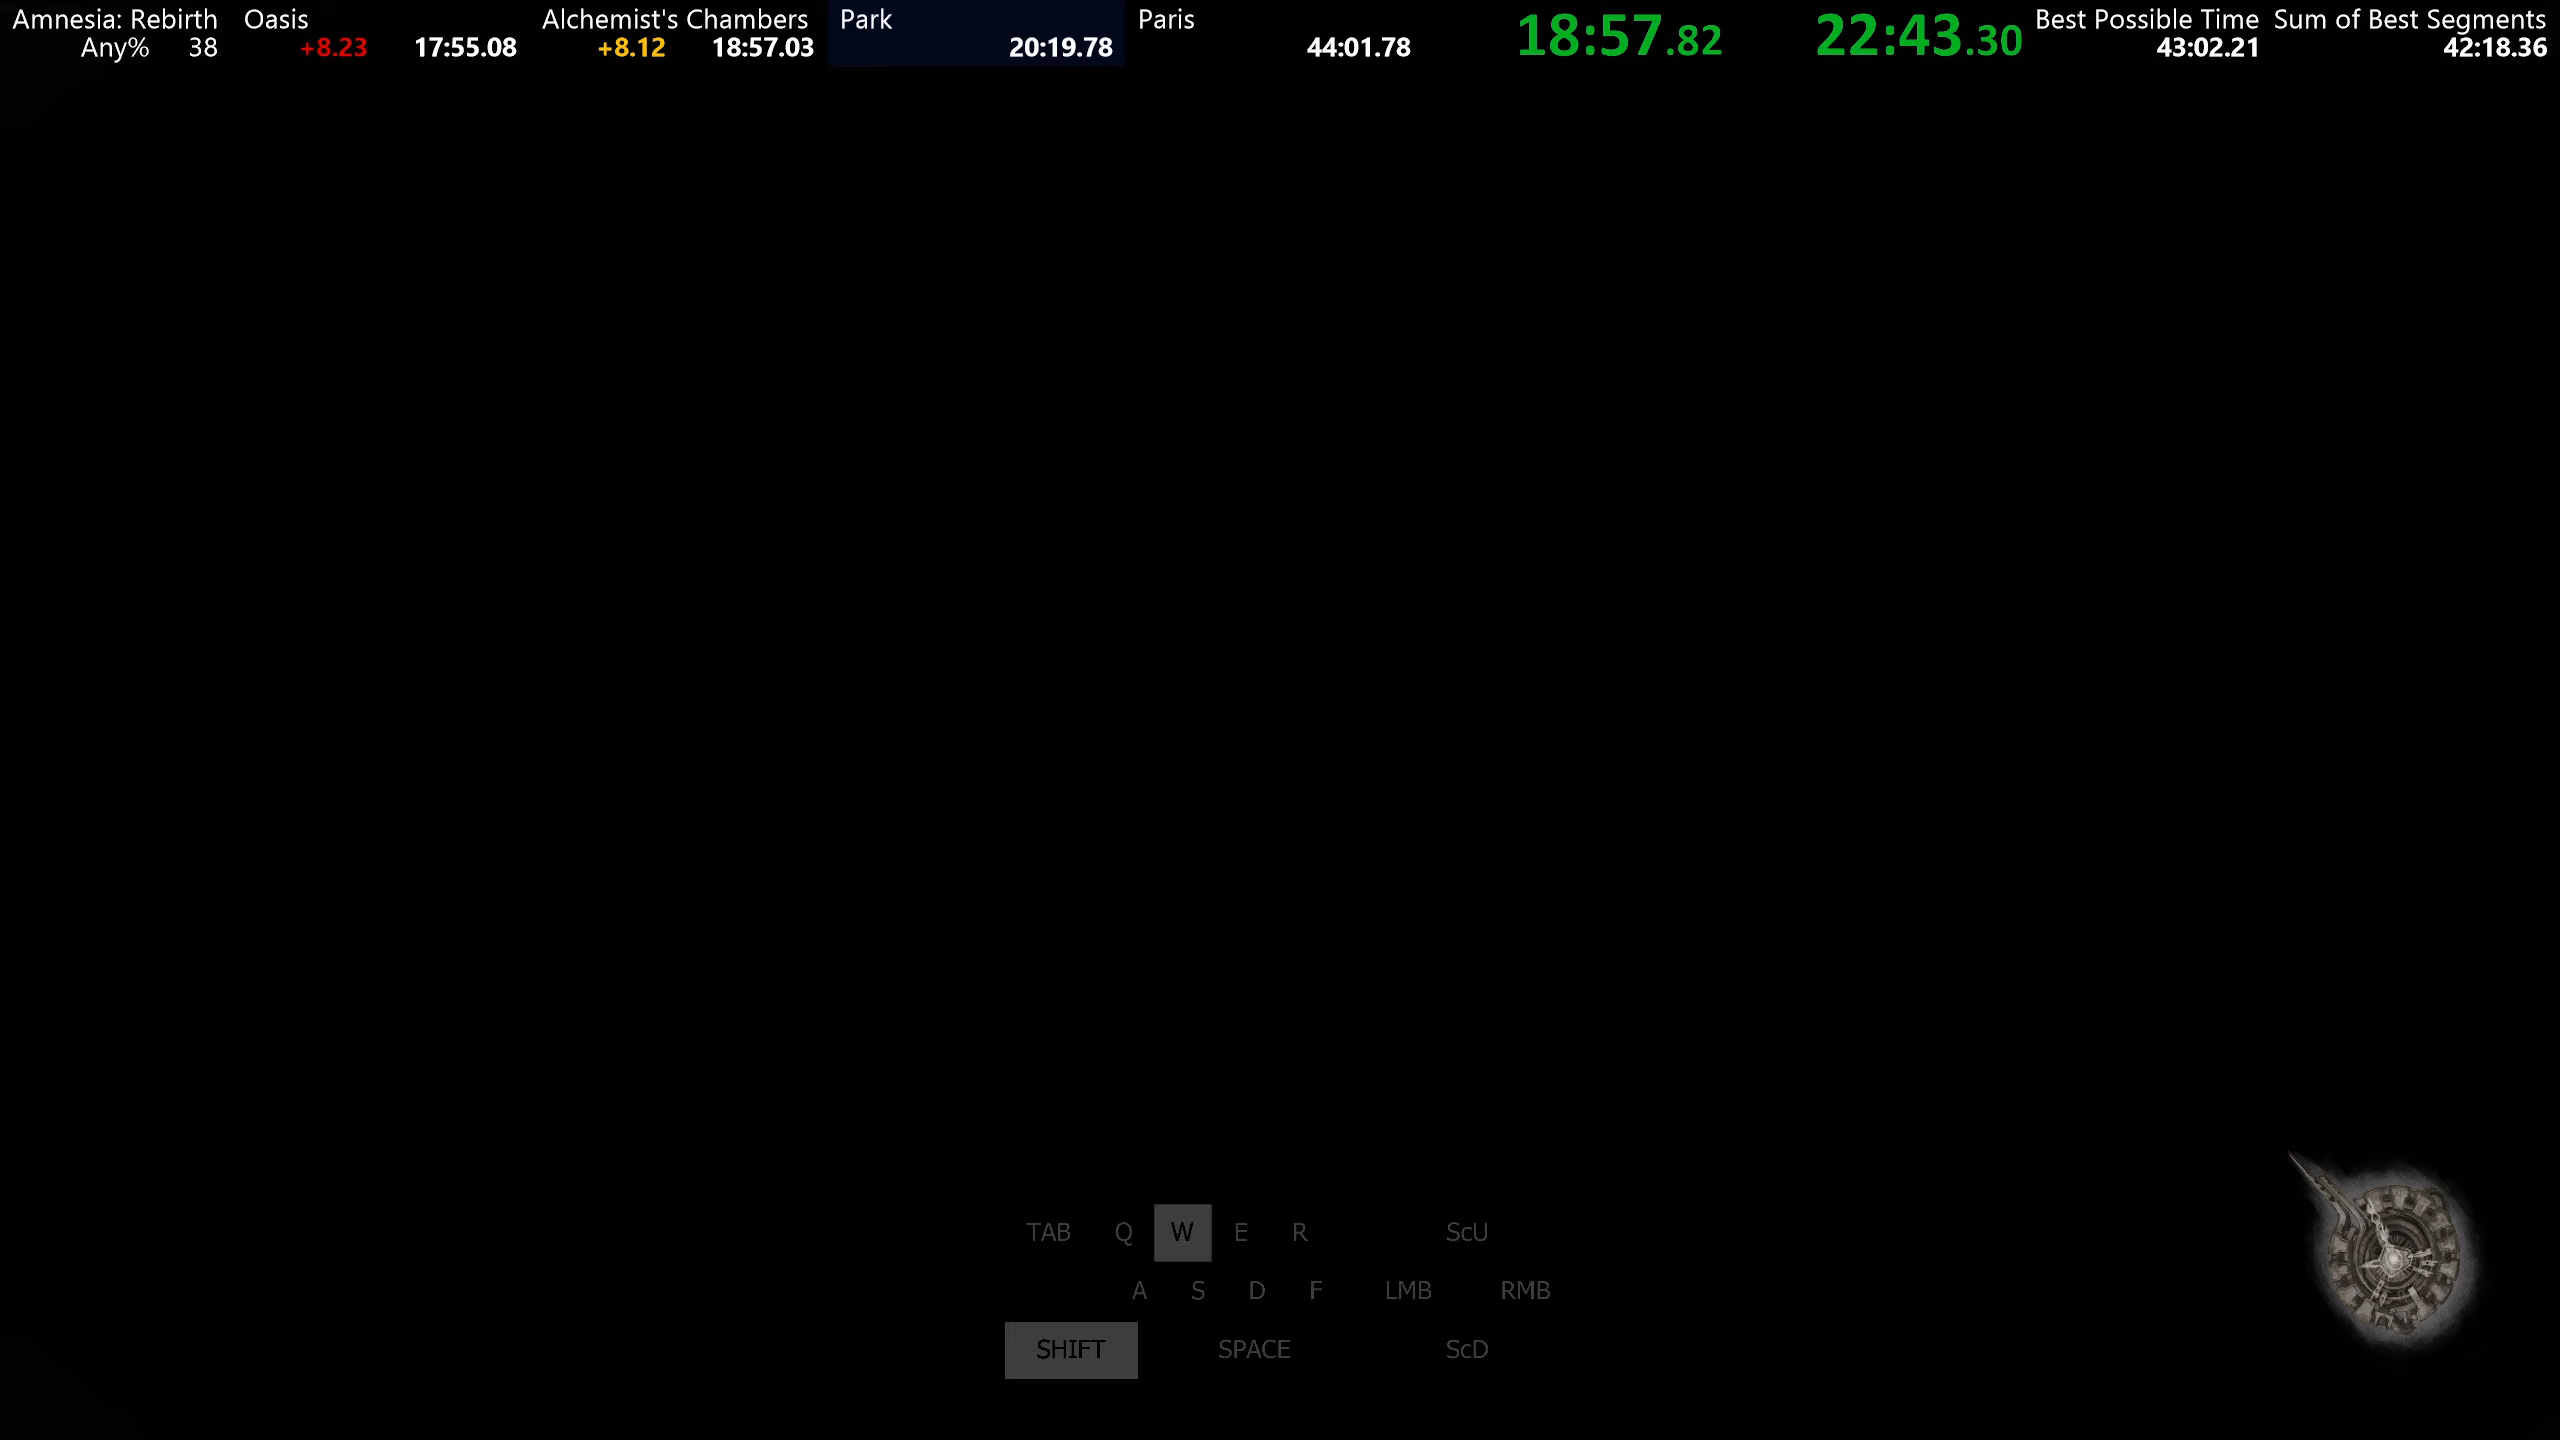 Amnesia: Rebirth Oasis Alchemist's Chambers Park Paris 18:57.82 22:43.30 Best Possible Time Sum of Best Segments
Any% 38 +8.23 17:55.08 +8.12 18:57.03 20:19.78 44:01.78 43:02.21 42:18.36
TAB Q W E R ScU
A S D F LMB RMB
SHIFT SPACE ScD